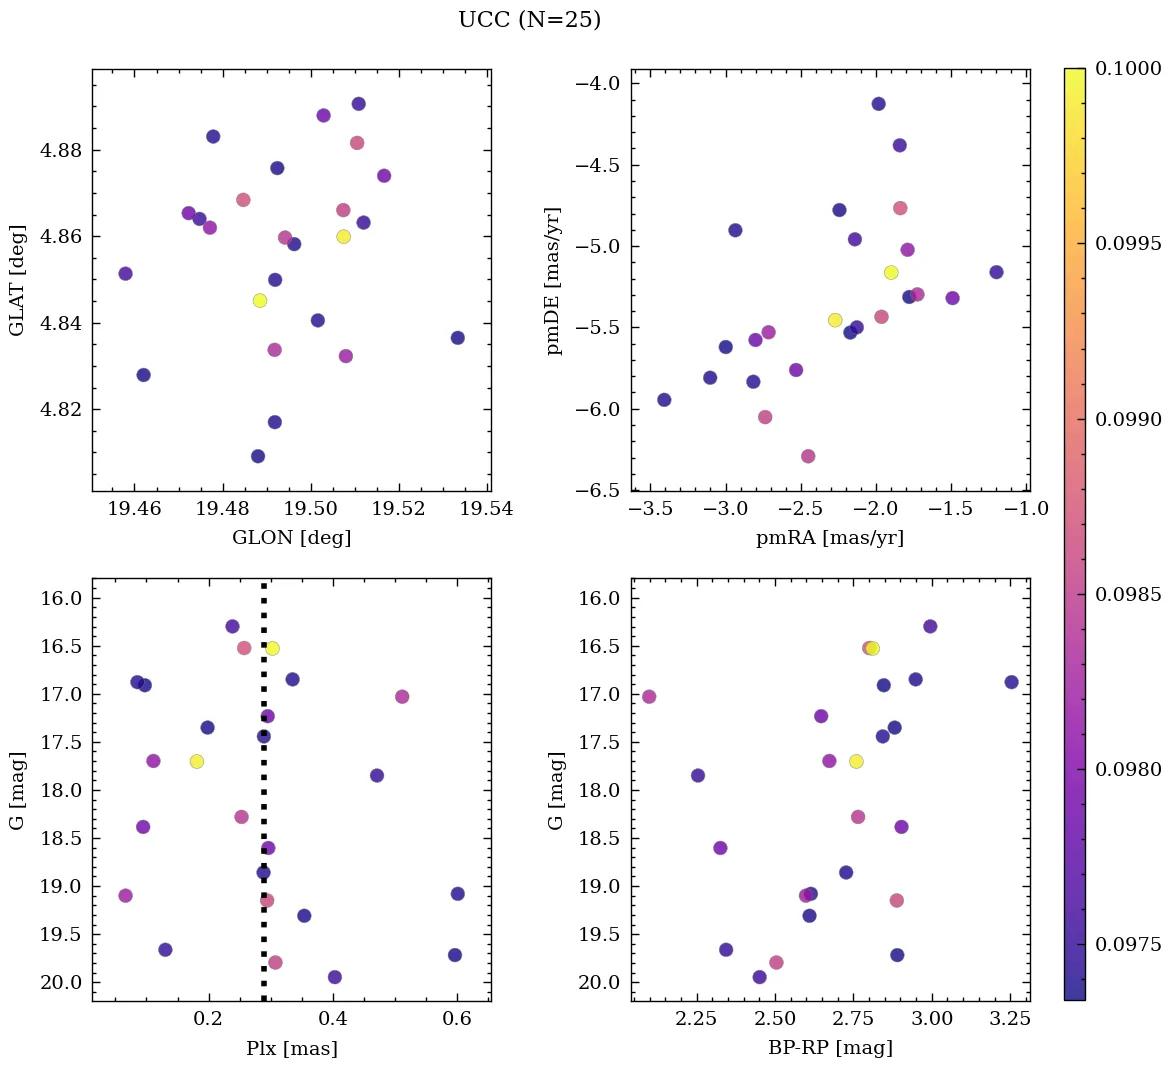 UCC (N=25)
4.88
4.86
4.84
4.82
GLAT [deg]
19.46 19.48 19.50 19.52 19.54
GLON [deg]
−4.0
−4.5
−5.0
−5.5
−6.0
−6.5
pmDE [mas/yr]
−3.5 −3.0 −2.5 −2.0 −1.5 −1.0
pmRA [mas/yr]
16.0
16.5
17.0
17.5
18.0
18.5
19.0
19.5
20.0
G [mag]
0.2 0.4 0.6
Plx [mas]
16.0
16.5
17.0
17.5
18.0
18.5
19.0
19.5
20.0
G [mag]
2.25 2.50 2.75 3.00 3.25
BP-RP [mag]
0.1000
0.0995
0.0990
0.0985
0.0980
0.0975